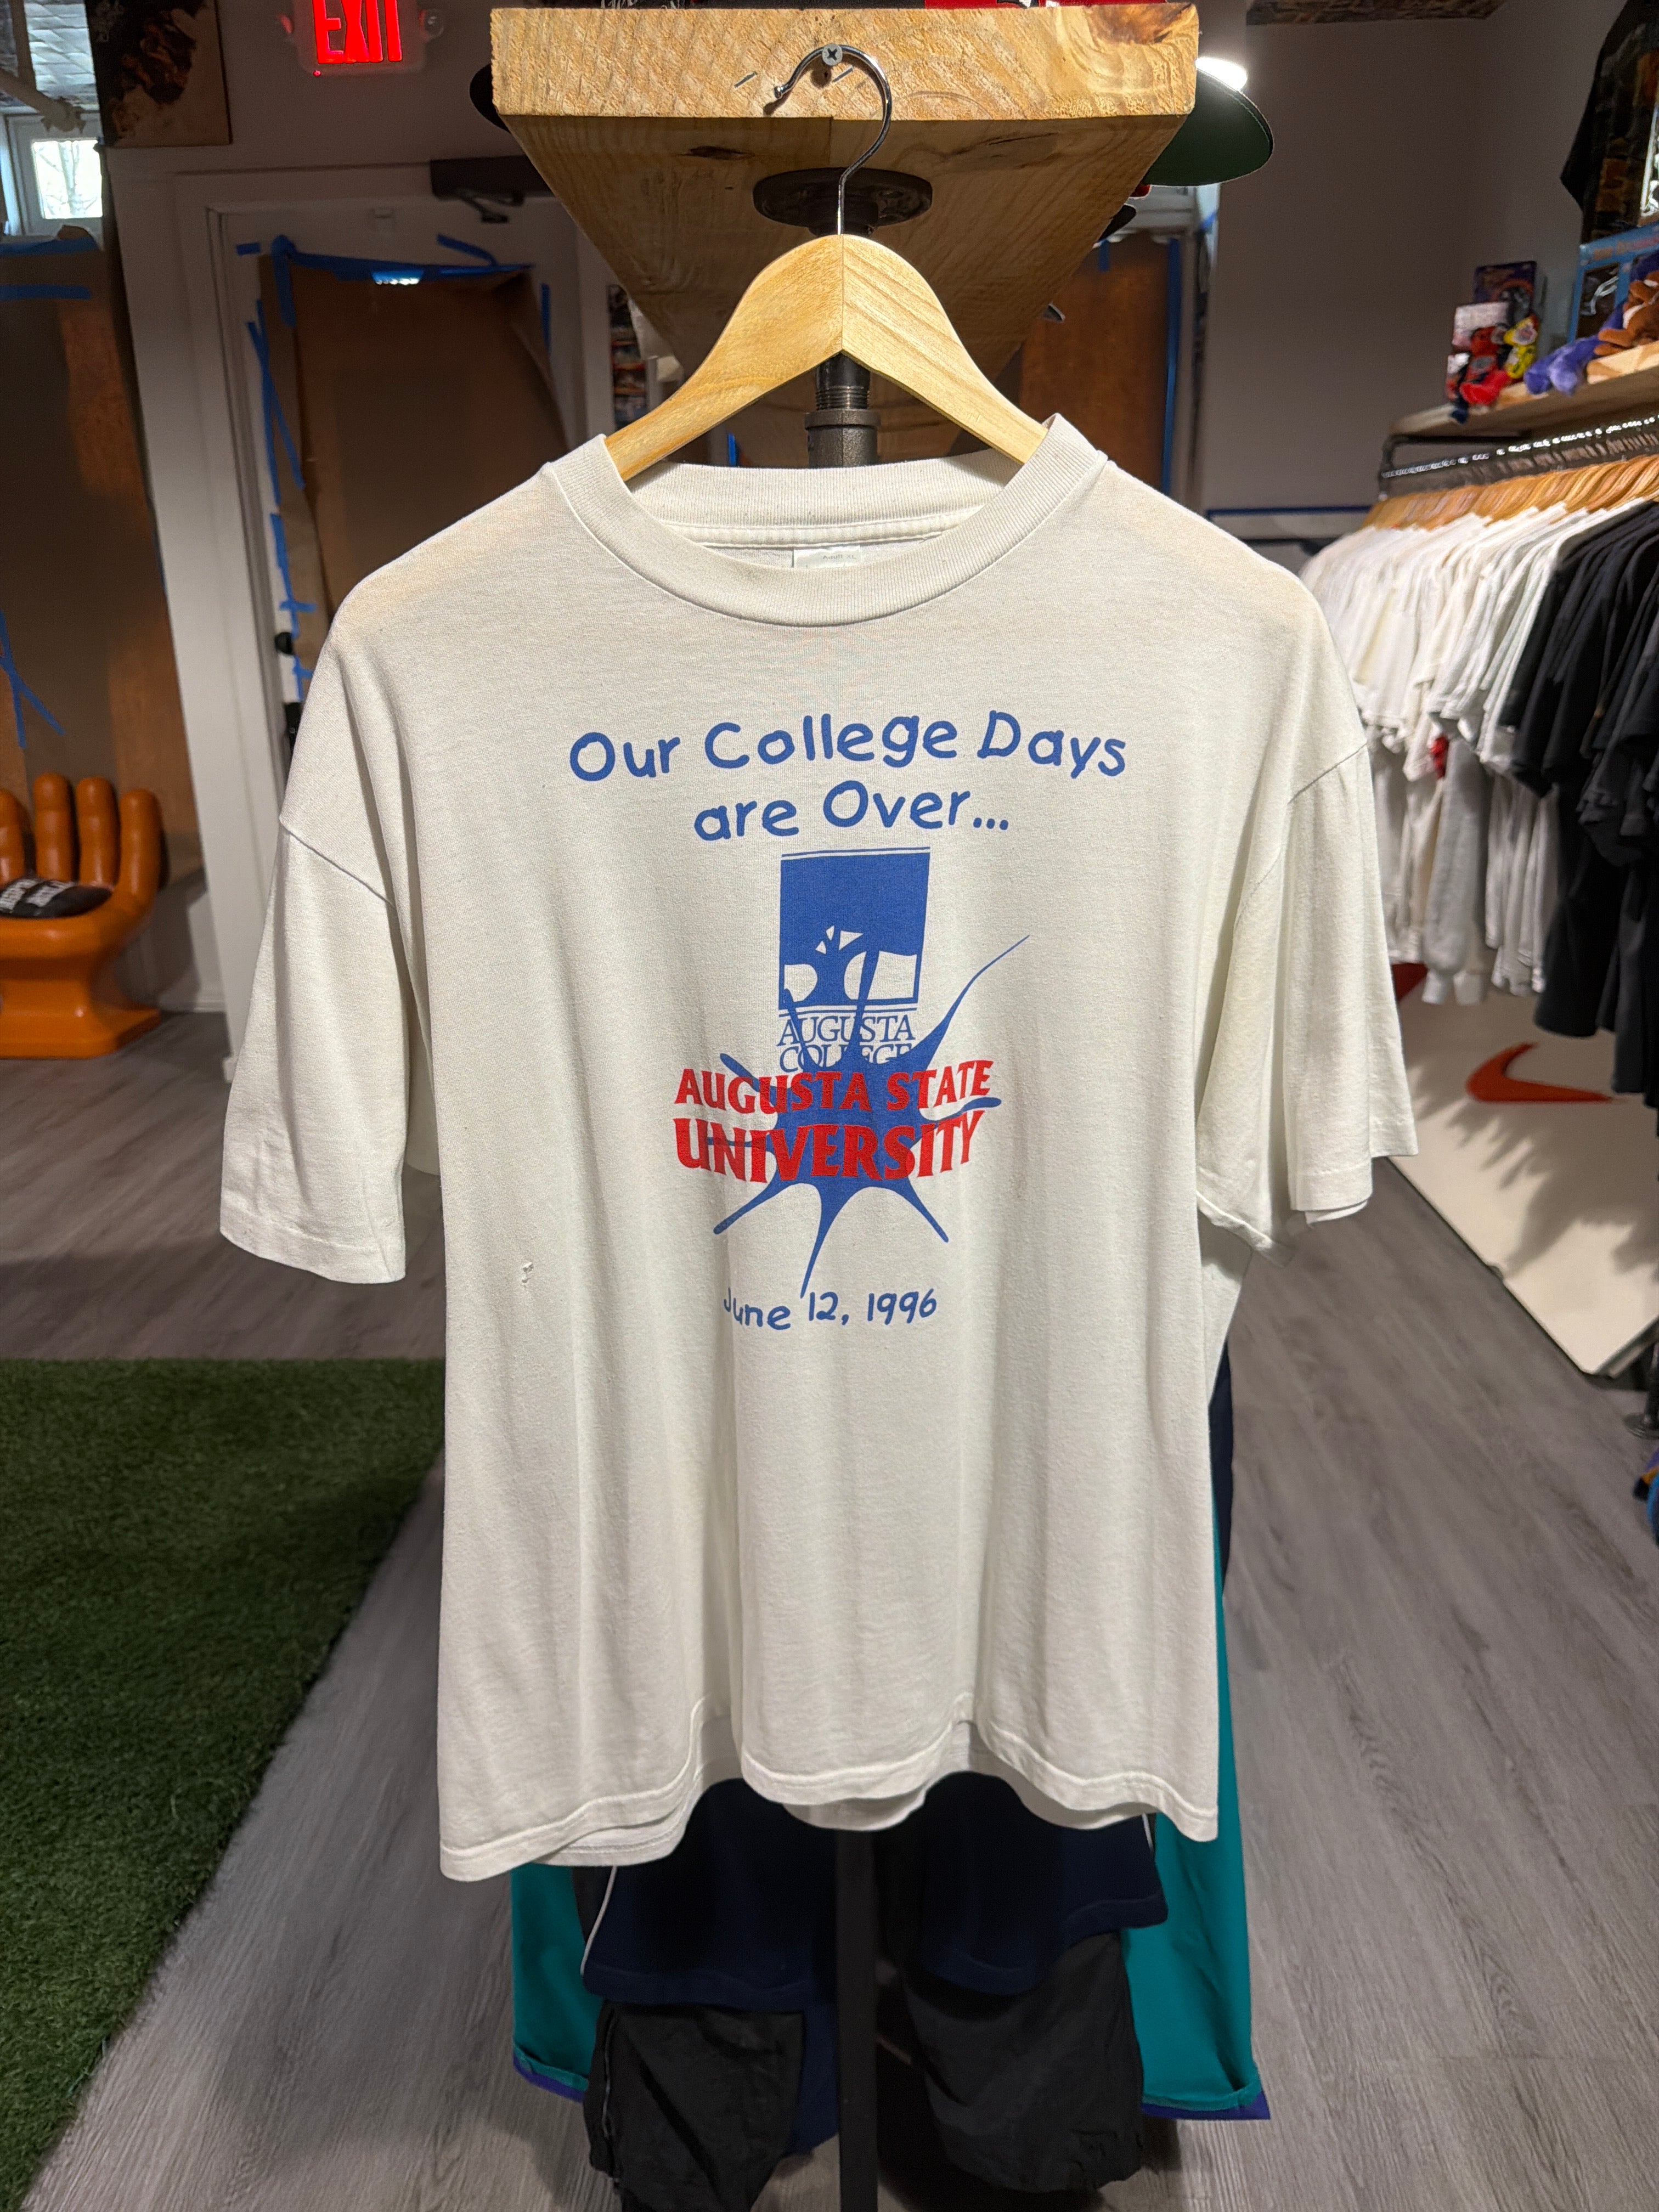 EXIT
Our College Days
are Over...
AUGUSTA
COLLEGE
AUGUSTA STATE
UNIVERSITY
June 12, 1996